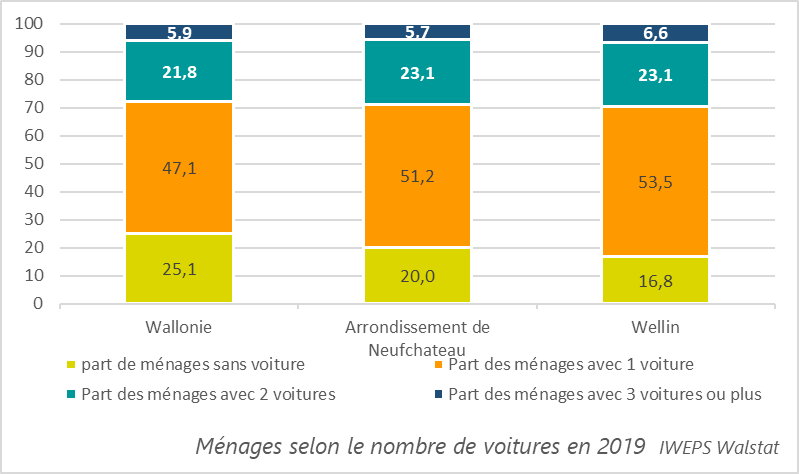 100
90
80
70
60
50
40
30
20
10
0
5,9 5,7 6,6
21,8 23,1 23,1
47,1 51,2 53,5
25,1 20,0 16,8
Wallonie Arrondissement de Wellin
Neufchateau
part de ménages sans voiture Part des ménages avec 1 voiture
Part des ménages avec 2 voitures Part des ménages avec 3 voitures ou plus
Ménages selon le nombre de voitures en 2019 IWEPS Walstat